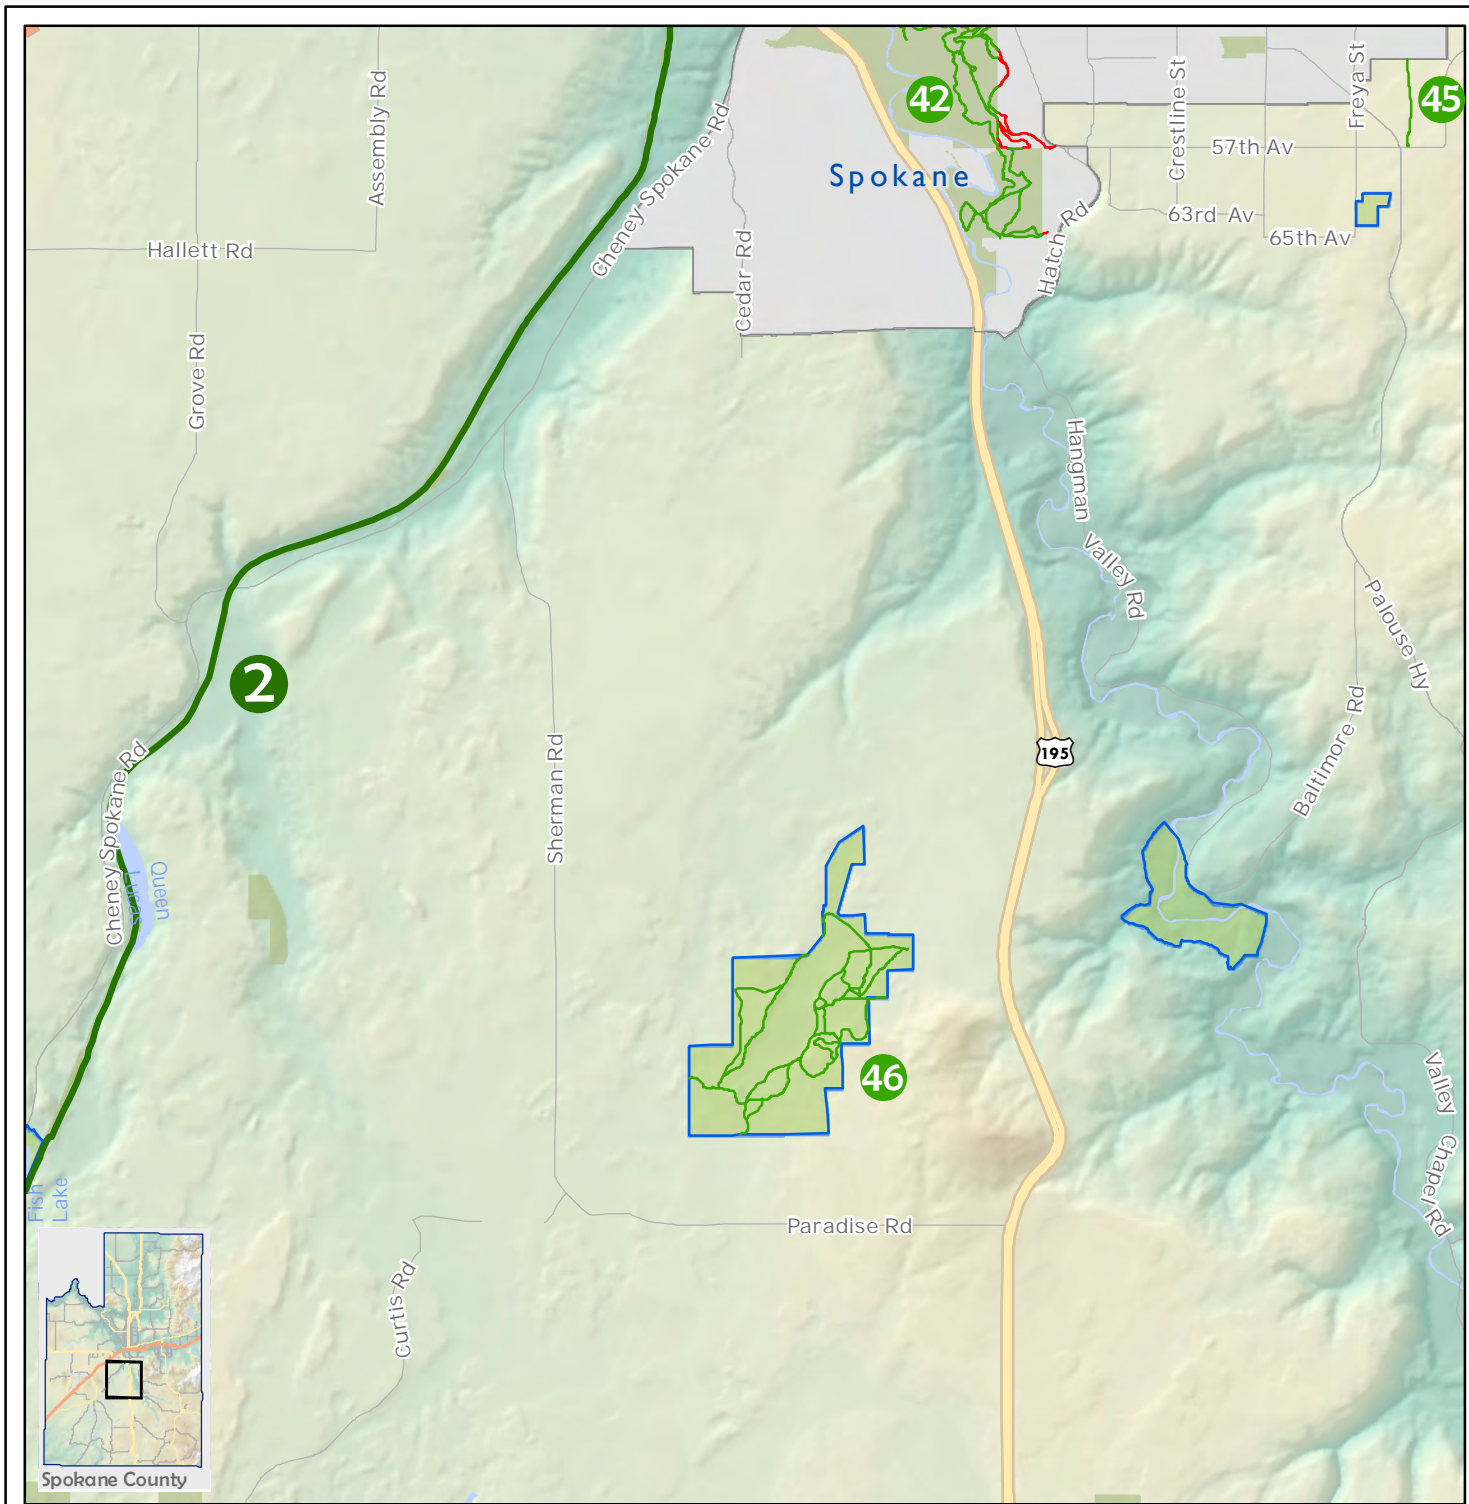 Assembly Rd
Cheney Spokane Rd
42
Crestline St
Freya St
45
57th Av
Spokane
63rd Av
65th Av
Hatch Rd
Hallett Rd
Cedar Rd
Grove Rd
Hangman
Valley Rd
Palouse Hy
2
Baltimore Rd
195
Sherman Rd
Cheney Spokane Rd
Queen
Lucas
46
Valley
Chapel Rd
Fish
Lake
Paradise Rd
Curtis Rd
Spokane County